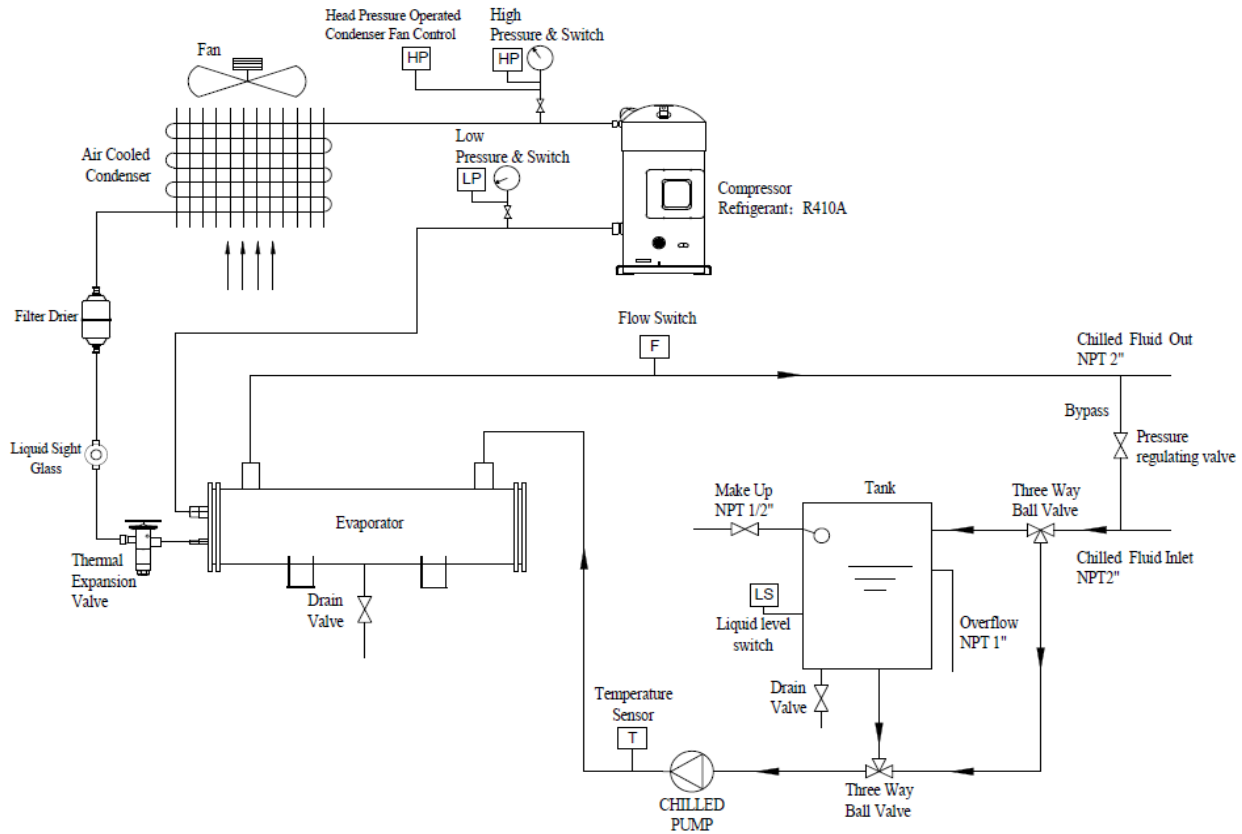 Head Pressure Operated
Condenser Fan Control
HP
High
Pressure & Switch
HP
Fan
Air Cooled
Condenser
Low
Pressure & Switch
LP
Compressor
Refrigerant: R410A
Filter Drier
Flow Switch
F
Chilled Fluid Out
NPT 2"
Bypass
Pressure
regulating valve
Liquid Sight
Glass
Evaporator
Make Up
NPT 1/2"
Tank
Three Way
Ball Valve
Thermal
Expansion
Valve
Drain
Valve
Chilled Fluid Inlet
NPT2"
LS
Liquid level
switch
Overflow
NPT 1"
Drain
Valve
Temperature
Sensor
T
CHILLED
PUMP
Three Way
Ball Valve